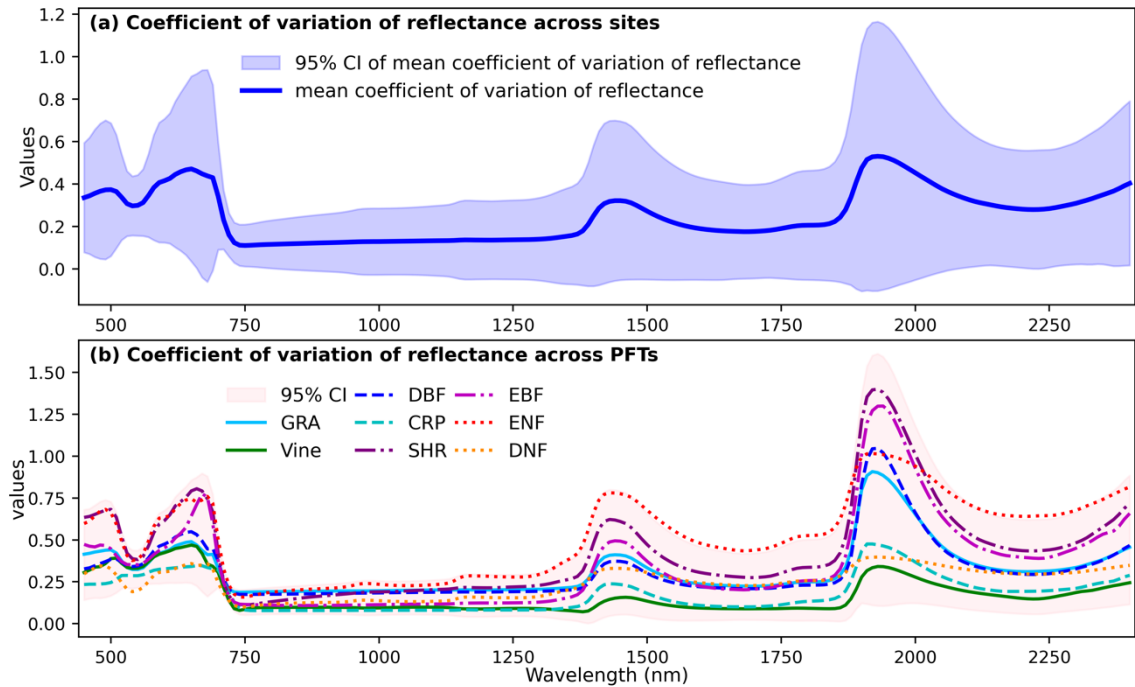 (a) Coefficient of variation of reflectance across sites
95% CI of mean coefficient of variation of reflectance
mean coefficient of variation of reflectance
Values
1.2
1.0
0.8
0.6
0.4
0.2
0.0
500 750 1000 1250 1500 1750 2000 2250
(b) Coefficient of variation of reflectance across PFTs
95% CI DBF EBF
GRA CRP ENF
Vine SHR DNF
values
1.50
1.25
1.00
0.75
0.50
0.25
0.00
500 750 1000 1250 1500 1750 2000 2250
Wavelength (nm)